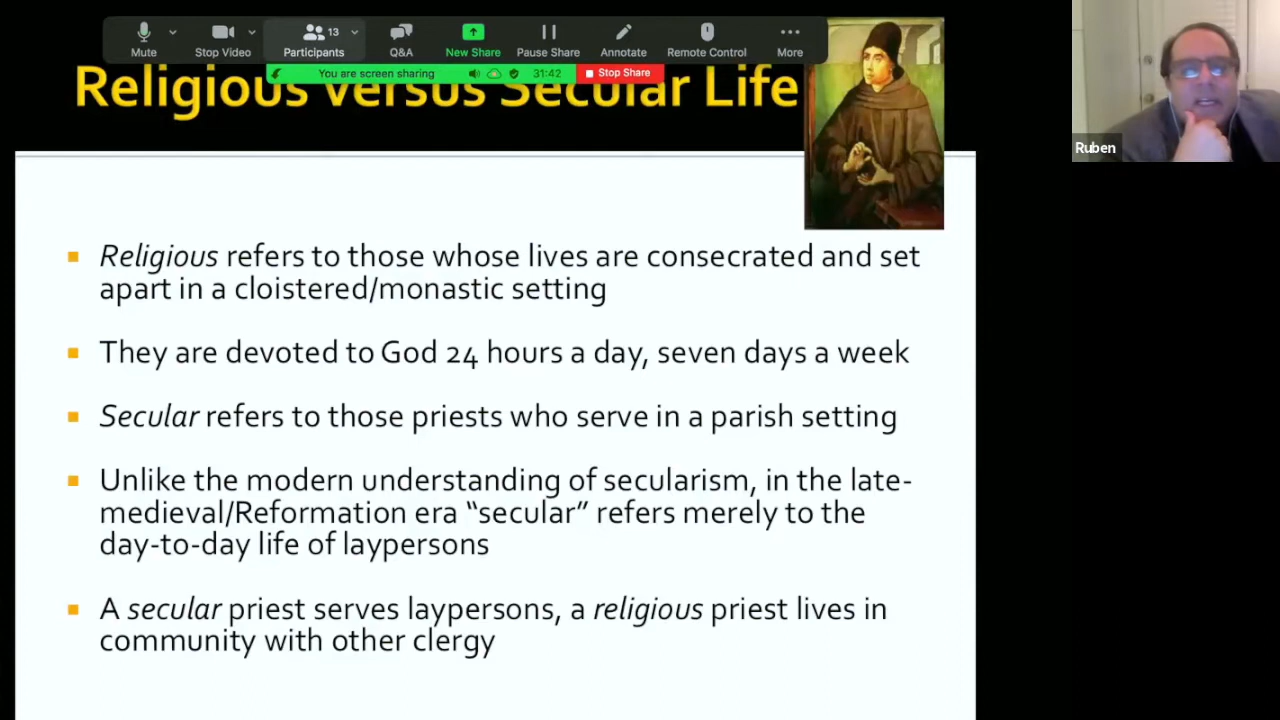 Mute
Stop Video
13
Participants
Q&A
New Share
Pause Share
Annotate
Remote Control
More
You are screen sharing
31:42
Stop Share
Religious versus Secular Life
Ruben
Religious refers to those whose lives are consecrated and set
apart in a cloistered/monastic setting
They are devoted to God 24 hours a day, seven days a week
Secular refers to those priests who serve in a parish setting
Unlike the modern understanding of secularism, in the late-
medieval/Reformation era “secular” refers merely to the
day-to-day life of laypersons
A secular priest serves laypersons, a religious priest lives in
community with other clergy